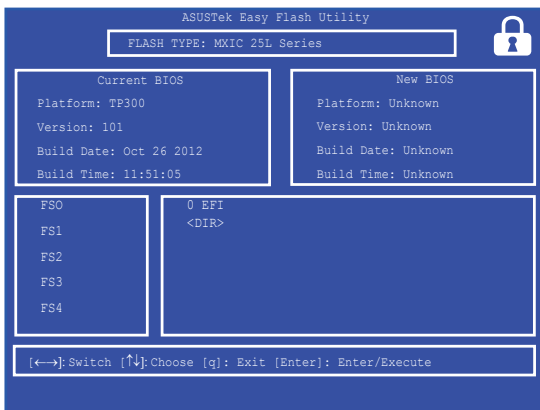 ASUSTek Easy Flash Utility
FLASH TYPE: MXIC 25L Series
Current BIOS
Platform: TP300
Version: 101
Build Date: Oct 26 2012
Build Time: 11:51:05
New BIOS
Platform: Unknown
Version: Unknown
Build Date: Unknown
Build Time: Unknown
FSO
FS1
FS2
FS3
FS4
0 EFI
<DIR>
[←→]: Switch [↑↓]: Choose [q]: Exit [Enter]: Enter/Execute